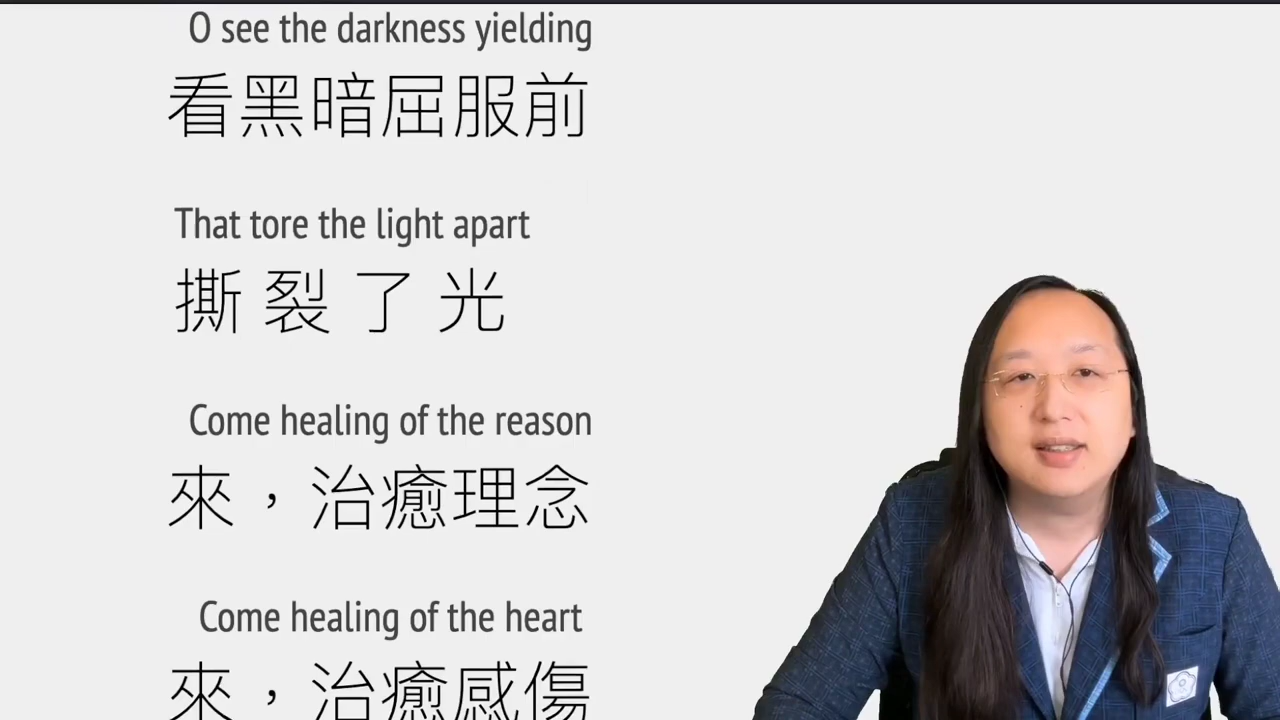 O see the darkness yielding
看黑暗屈服前
That tore the light apart
撕裂了光
Come healing of the reason
來，治癒理念
Come healing of the heart
來，治癒感傷